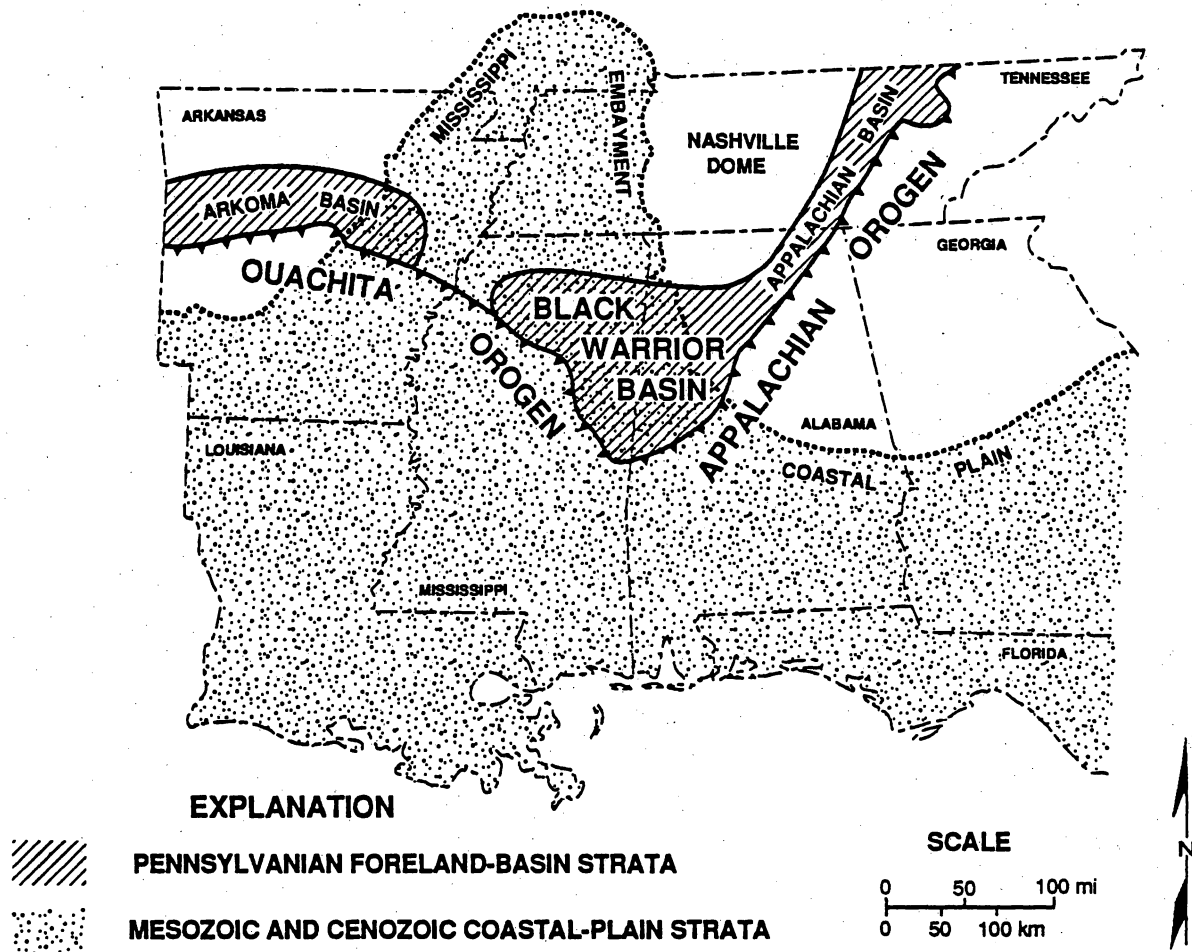 TENNESSEE
ARKANSAS
MISSISSIPPI
EMBAYMENT
NASHVILLE
DOME
APPALACHIAN BASIN
ARKOMA BASIN
APPALACHIAN OROGEN
GEORGIA
OUACHITA
OROGEN
BLACK
WARRIOR
BASIN
ALABAMA
LOUISIANA
COASTAL PLAIN
MISSISSIPPI
FLORIDA
EXPLANATION
PENNSYLVANIAN FORELAND-BASIN STRATA
MESOZOIC AND CENOZOIC COASTAL-PLAIN STRATA
SCALE
0 50 100 mi
0 50 100 km
N